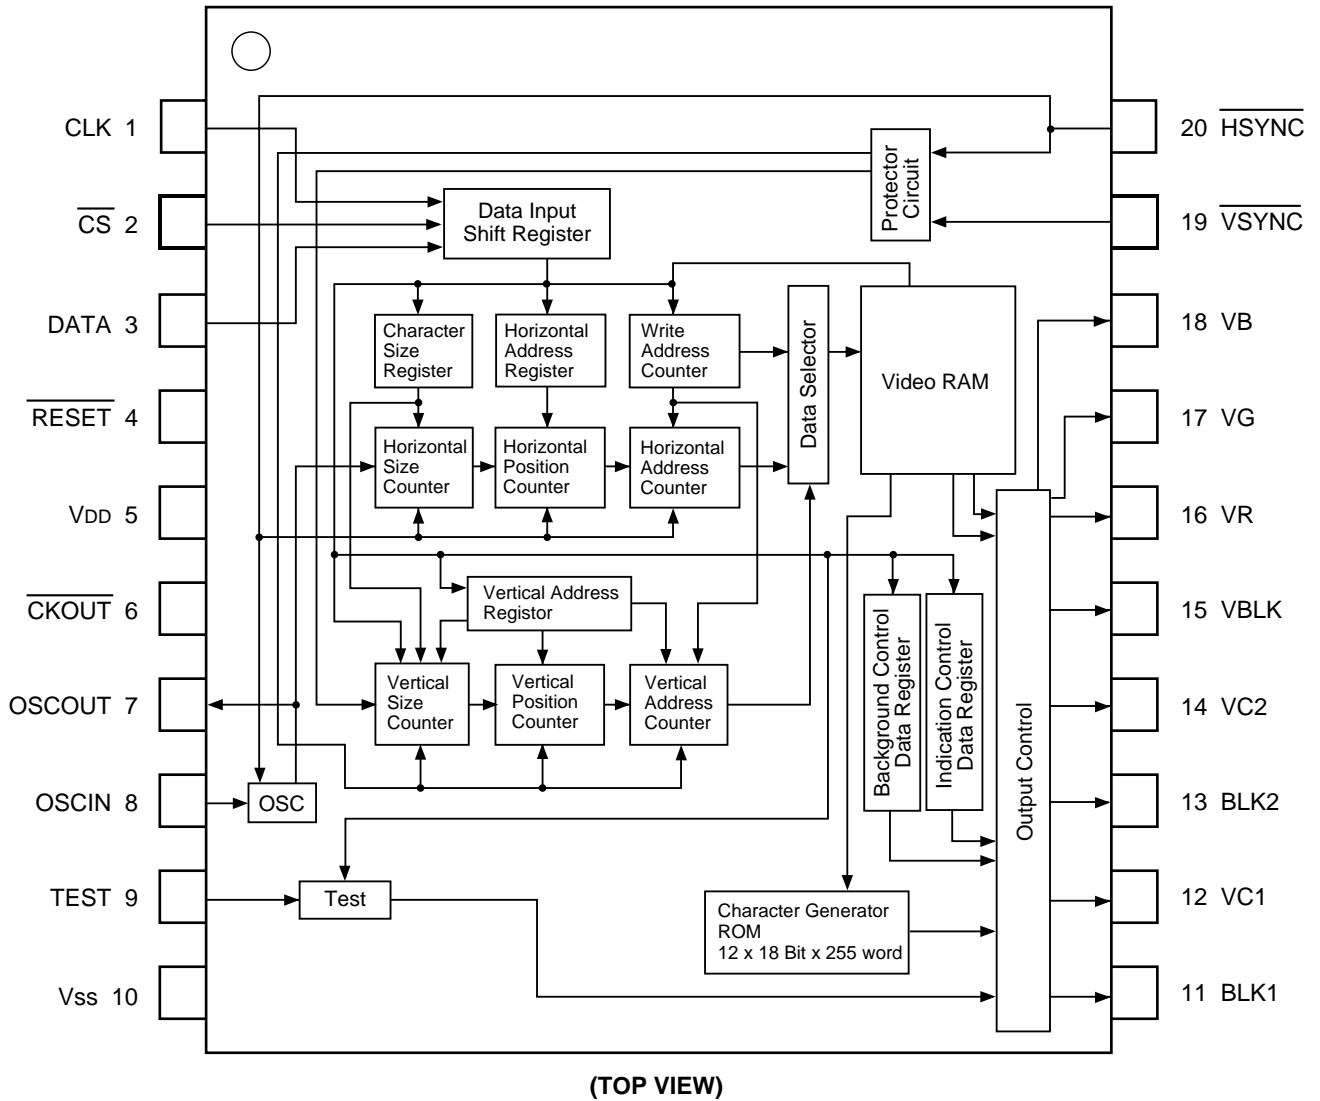 CLK 1
CS 2
DATA 3
RESET 4
VDD 5
CKOUT 6
OSCOUT 7
OSCIN 8
TEST 9
Vss 10
20 HSYNC
19 VSYNC
18 VB
17 VG
16 VR
15 VBLK
14 VC2
13 BLK2
12 VC1
11 BLK1
Protector
Circuit
Data Input
Shift Register
Character
Size
Register
Horizontal
Address
Register
Write
Address
Counter
Data Selector
Video RAM
Horizontal
Size
Counter
Horizontal
Position
Counter
Horizontal
Address
Counter
Vertical Address
Registor
Vertical
Size
Counter
Vertical
Position
Counter
Vertical
Address
Counter
Background Control
Data Register
Indication Control
Data Register
Output Control
OSC
Test
Character Generator
ROM
12 x 18 Bit x 255 word
(TOP VIEW)